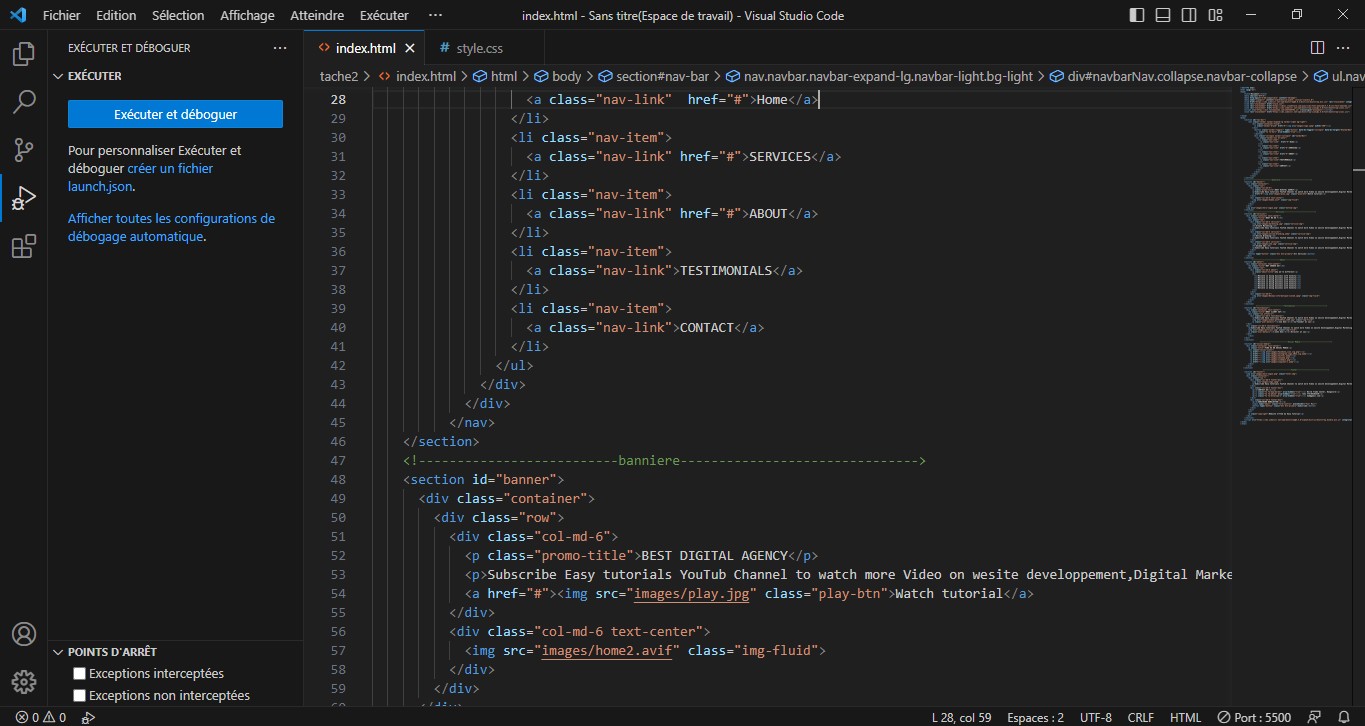 Fichier Edition Sélection Affichage Atteindre Exécuter ··· index.html - Sans titre(Espace de travail) - Visual Studio Code
EXÉCUTER ET DÉBOGUER ···
EXÉCUTER
Exécuter et déboguer
Pour personnaliser Exécuter et
déboguer créer un fichier
launch.json.
Afficher toutes les configurations de
débogage automatique.
POINTS D'ARRÊT
Exceptions interceptées
Exceptions non interceptées
index.html # style.css ···
tache2 > index.html > html > body > section#nav-bar > nav.navbar.navbar-expand-lg.navbar-light.bg-light > div#navbarNav.collapse.navbar-collapse > ul.nav
28 <a class="nav-link"  href="#">Home</a>
29 </li>
30 <li class="nav-item">
31 <a class="nav-link" href="#">SERVICES</a>
32 </li>
33 <li class="nav-item">
34 <a class="nav-link" href="#">ABOUT</a>
35 </li>
36 <li class="nav-item">
37 <a class="nav-link">TESTIMONIALS</a>
38 </li>
39 <li class="nav-item">
40 <a class="nav-link">CONTACT</a>
41 </li>
42 </ul>
43 </div>
44 </div>
45 </nav>
46 </section>
47 <!--------------------------banniere------------------------------->
48 <section id="banner">
49 <div class="container">
50 <div class="row">
51 <div class="col-md-6">
52 <p class="promo-title">BEST DIGITAL AGENCY</p>
53 <p>Subscribe Easy tutorials YouTub Channel to watch more Video on wesite developpement,Digital Marke
54 <a href="#"><img src="images/play.jpg" class="play-btn">Watch tutorial</a>
55 </div>
56 <div class="col-md-6 text-center">
57 <img src="images/home2.avif" class="img-fluid">
58 </div>
59 </div>
60 </div>
0 0 L 28, col 59 Espaces : 2 UTF-8 CRLF HTML Port : 5500